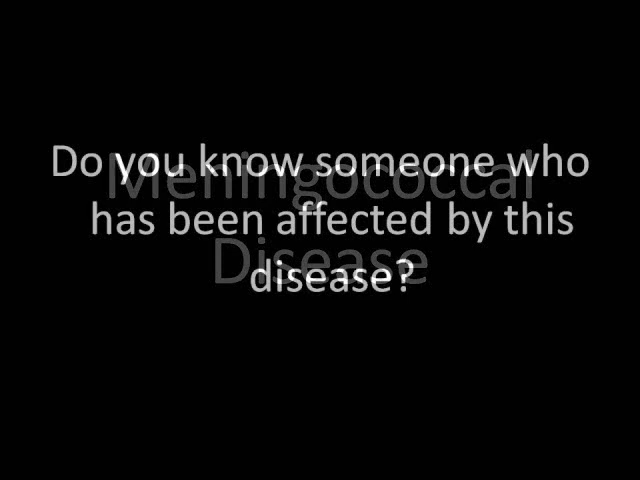 Do you know someone who
has been affected by this
disease?
Meningococcal
Disease